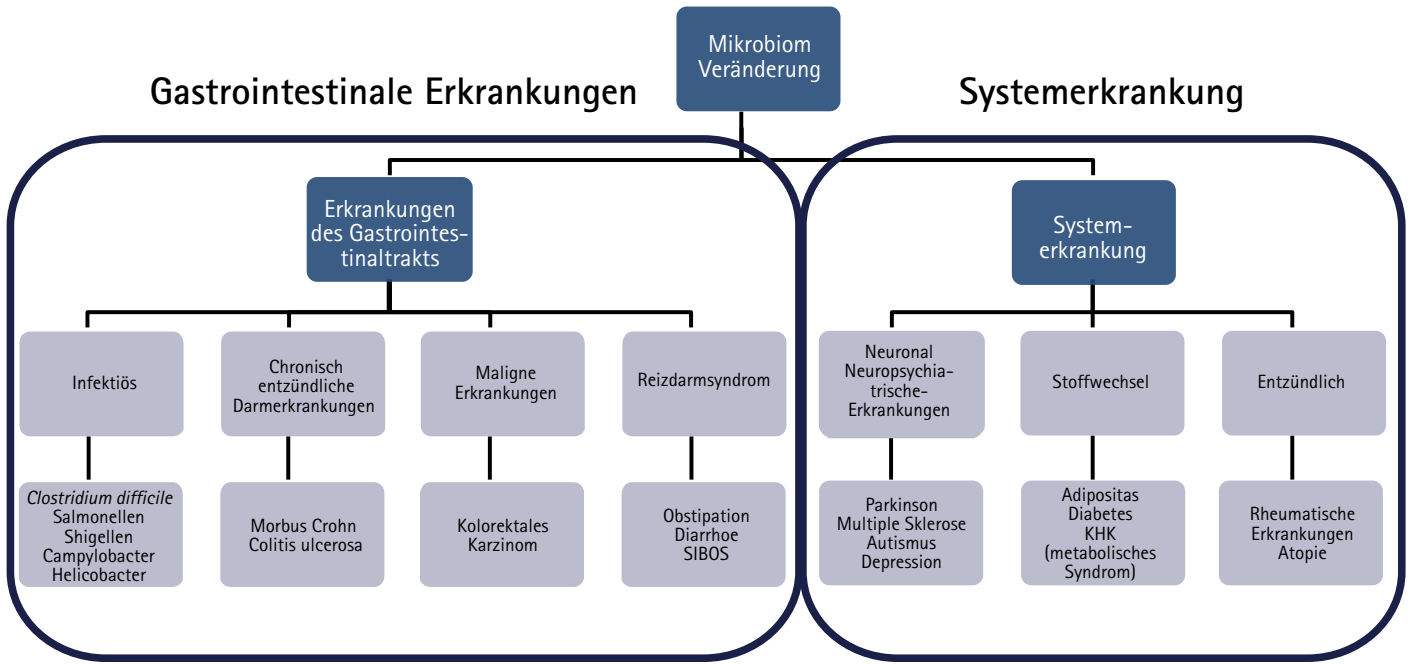 Mikrobiom
Veränderung
Gastrointestinale Erkrankungen
Systemerkrankung
Erkrankungen
des Gastrointes-
tinaltrakts
System-
erkrankung
Infektiös
Chronisch
entzündliche
Darmerkrankungen
Maligne
Erkrankungen
Reizdarmsyndrom
Neuronal
Neuropsychia-
trische-
Erkrankungen
Stoffwechsel
Entzündlich
Clostridium difficile
Salmonellen
Shigellen
Campylobacter
Helicobacter
Morbus Crohn
Colitis ulcerosa
Kolorektales
Karzinom
Obstipation
Diarrhoe
SIBOS
Parkinson
Multiple Sklerose
Autismus
Depression
Adipositas
Diabetes
KHK
(metabolisches
Syndrom)
Rheumatische
Erkrankungen
Atopie